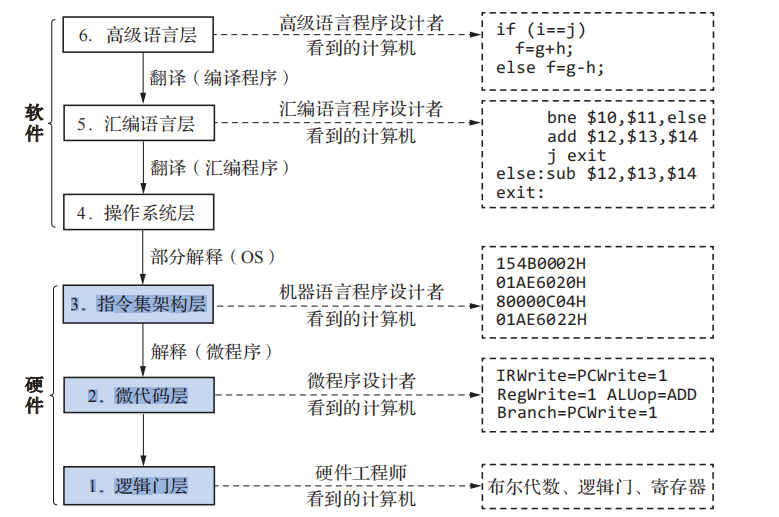 6. 高级语言层
高级语言程序设计者
看到的计算机
if (i==j)
f=g+h;
else f=g-h;
翻译（编译程序）
软件
5. 汇编语言层
汇编语言程序设计者
看到的计算机
bne $10,$11,else
add $12,$13,$14
j exit
else:sub $12,$13,$14
exit:
翻译（汇编程序）
4. 操作系统层
部分解释（OS）
3. 指令集架构层
机器语言程序设计者
看到的计算机
154B0002H
01AE6020H
80000C04H
01AE6022H
解释（微程序）
硬件
2. 微代码层
微程序设计者
看到的计算机
IRWrite=PCWrite=1
RegWrite=1 ALUop=ADD
Branch=PCWrite=1
1. 逻辑门层
硬件工程师
看到的计算机
布尔代数、逻辑门、寄存器